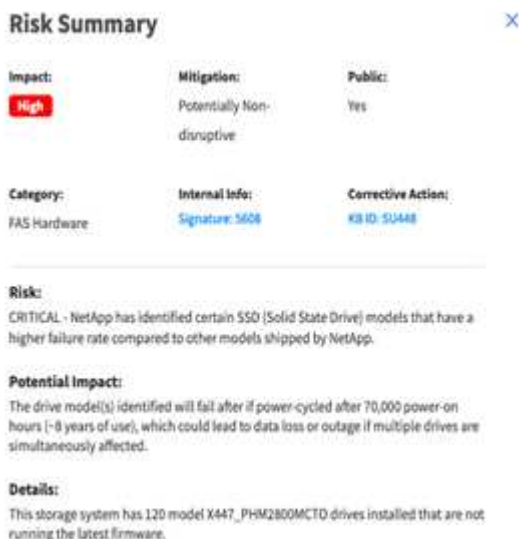 Risk Summary
Impact: Mitigation: Public:
High Potentially Non- Yes
disruptive
Category: Internal Info: Corrective Action:
FAS Hardware Signature: 5608 KB ID: SU448
Risk:
CRITICAL - NetApp has identified certain SSD (Solid State Drive) models that have a
higher failure rate compared to other models shipped by NetApp.
Potential Impact:
The drive model(s) identified will fail after if power-cycled after 70,000 power-on
hours (~8 years of use), which could lead to data loss or outage if multiple drives are
simultaneously affected.
Details:
This storage system has 120 model X447_PHM2800MCTO drives installed that are not
running the latest firmware.